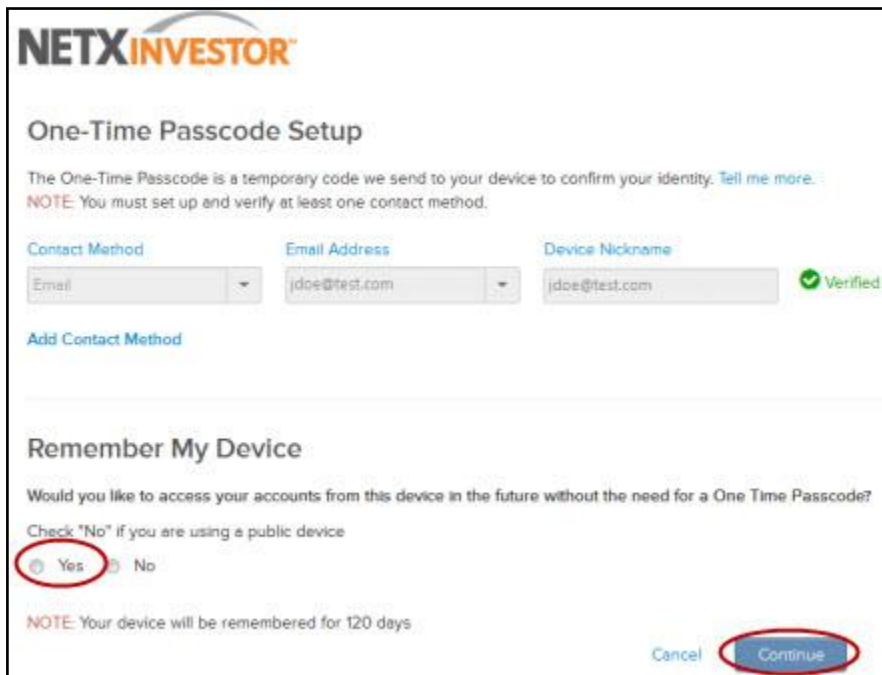 NETXINVESTOR™
One-Time Passcode Setup
The One-Time Passcode is a temporary code we send to your device to confirm your identity. Tell me more.
NOTE: You must set up and verify at least one contact method.
Contact Method Email Address Device Nickname
Email jdoe@test.com jdoe@test.com Verified
Add Contact Method
Remember My Device
Would you like to access your accounts from this device in the future without the need for a One Time Passcode?
Check "No" if you are using a public device
Yes No
NOTE: Your device will be remembered for 120 days
Cancel Continue